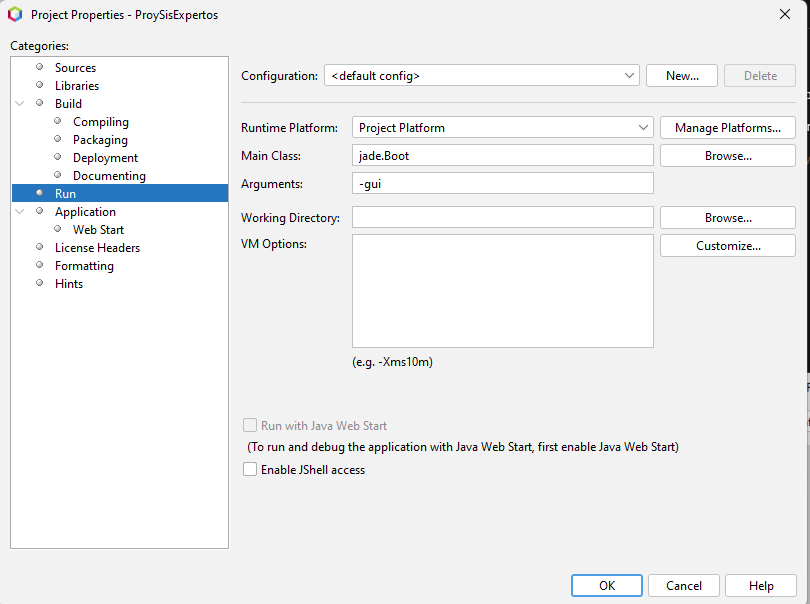 Project Properties - ProySisExpertos
Categories:
Sources
Libraries
Build
Compiling
Packaging
Deployment
Documenting
Run
Application
Web Start
License Headers
Formatting
Hints
Configuration: <default config> New... Delete
Runtime Platform: Project Platform Manage Platforms...
Main Class: jade.Boot Browse...
Arguments: -gui
Working Directory: Browse...
VM Options: Customize...
(e.g. -Xms10m)
Run with Java Web Start
(To run and debug the application with Java Web Start, first enable Java Web Start)
Enable JShell access
OK Cancel Help